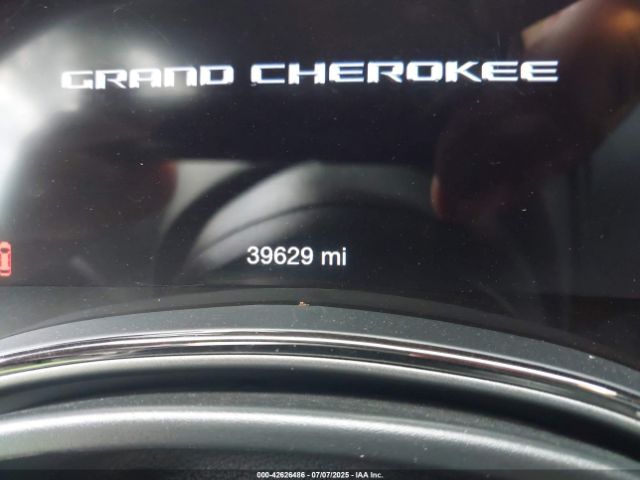 GRAND CHEROKEE
39629 mi
000-42626486 - 07/07/2025 - IAA Inc.